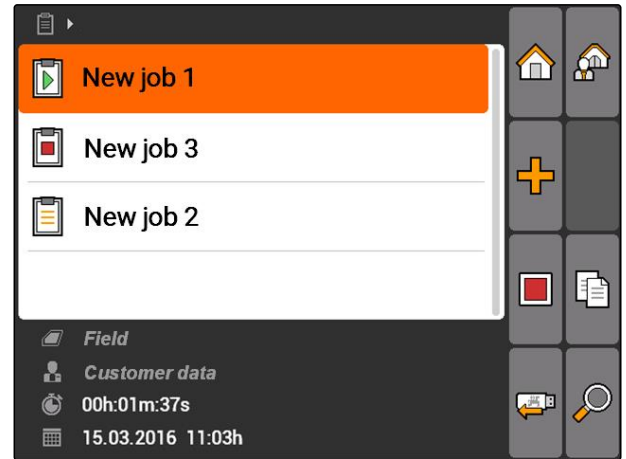 New job 1
New job 3
New job 2
Field
Customer data
00h:01m:37s
15.03.2016 11:03h